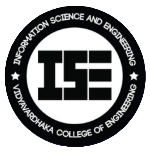 INFORMATION SCIENCE AND ENGINEERING
ISE
VIDYAVARDHAKA COLLEGE OF ENGINEERING